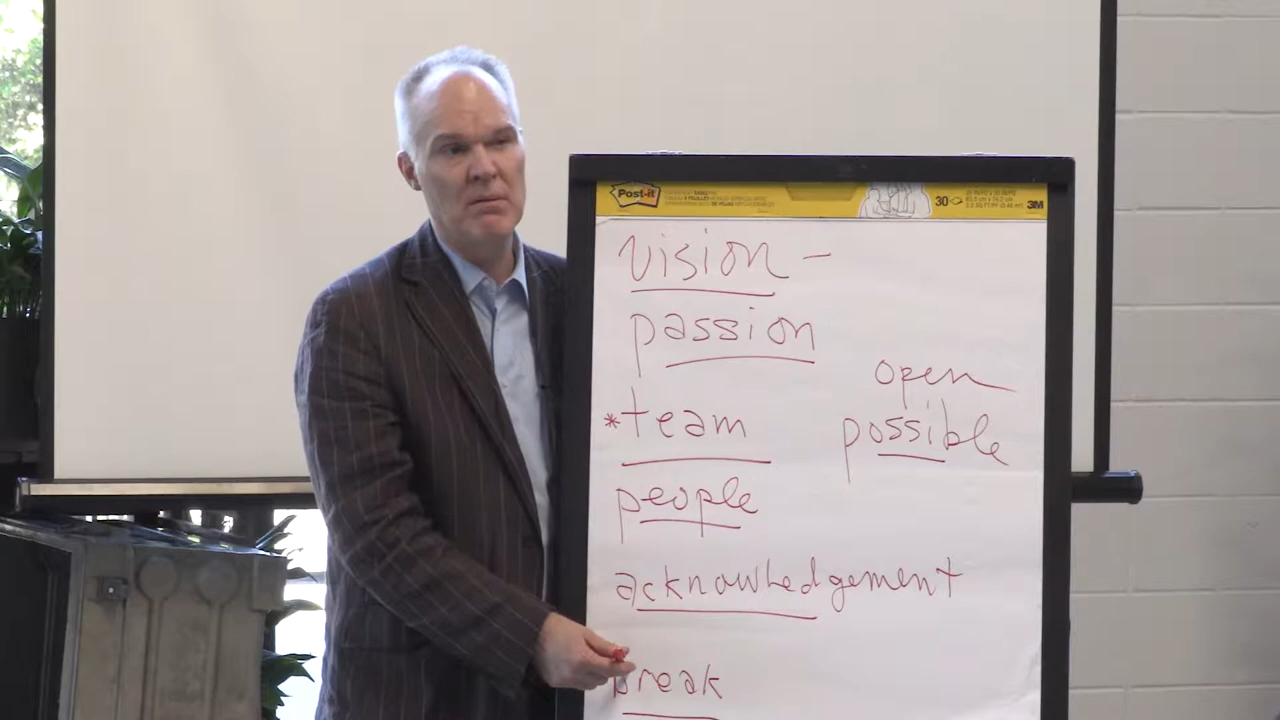 Post-it
30
3M
vision -
passion
open
*team
possible
people
acknowledgement
break